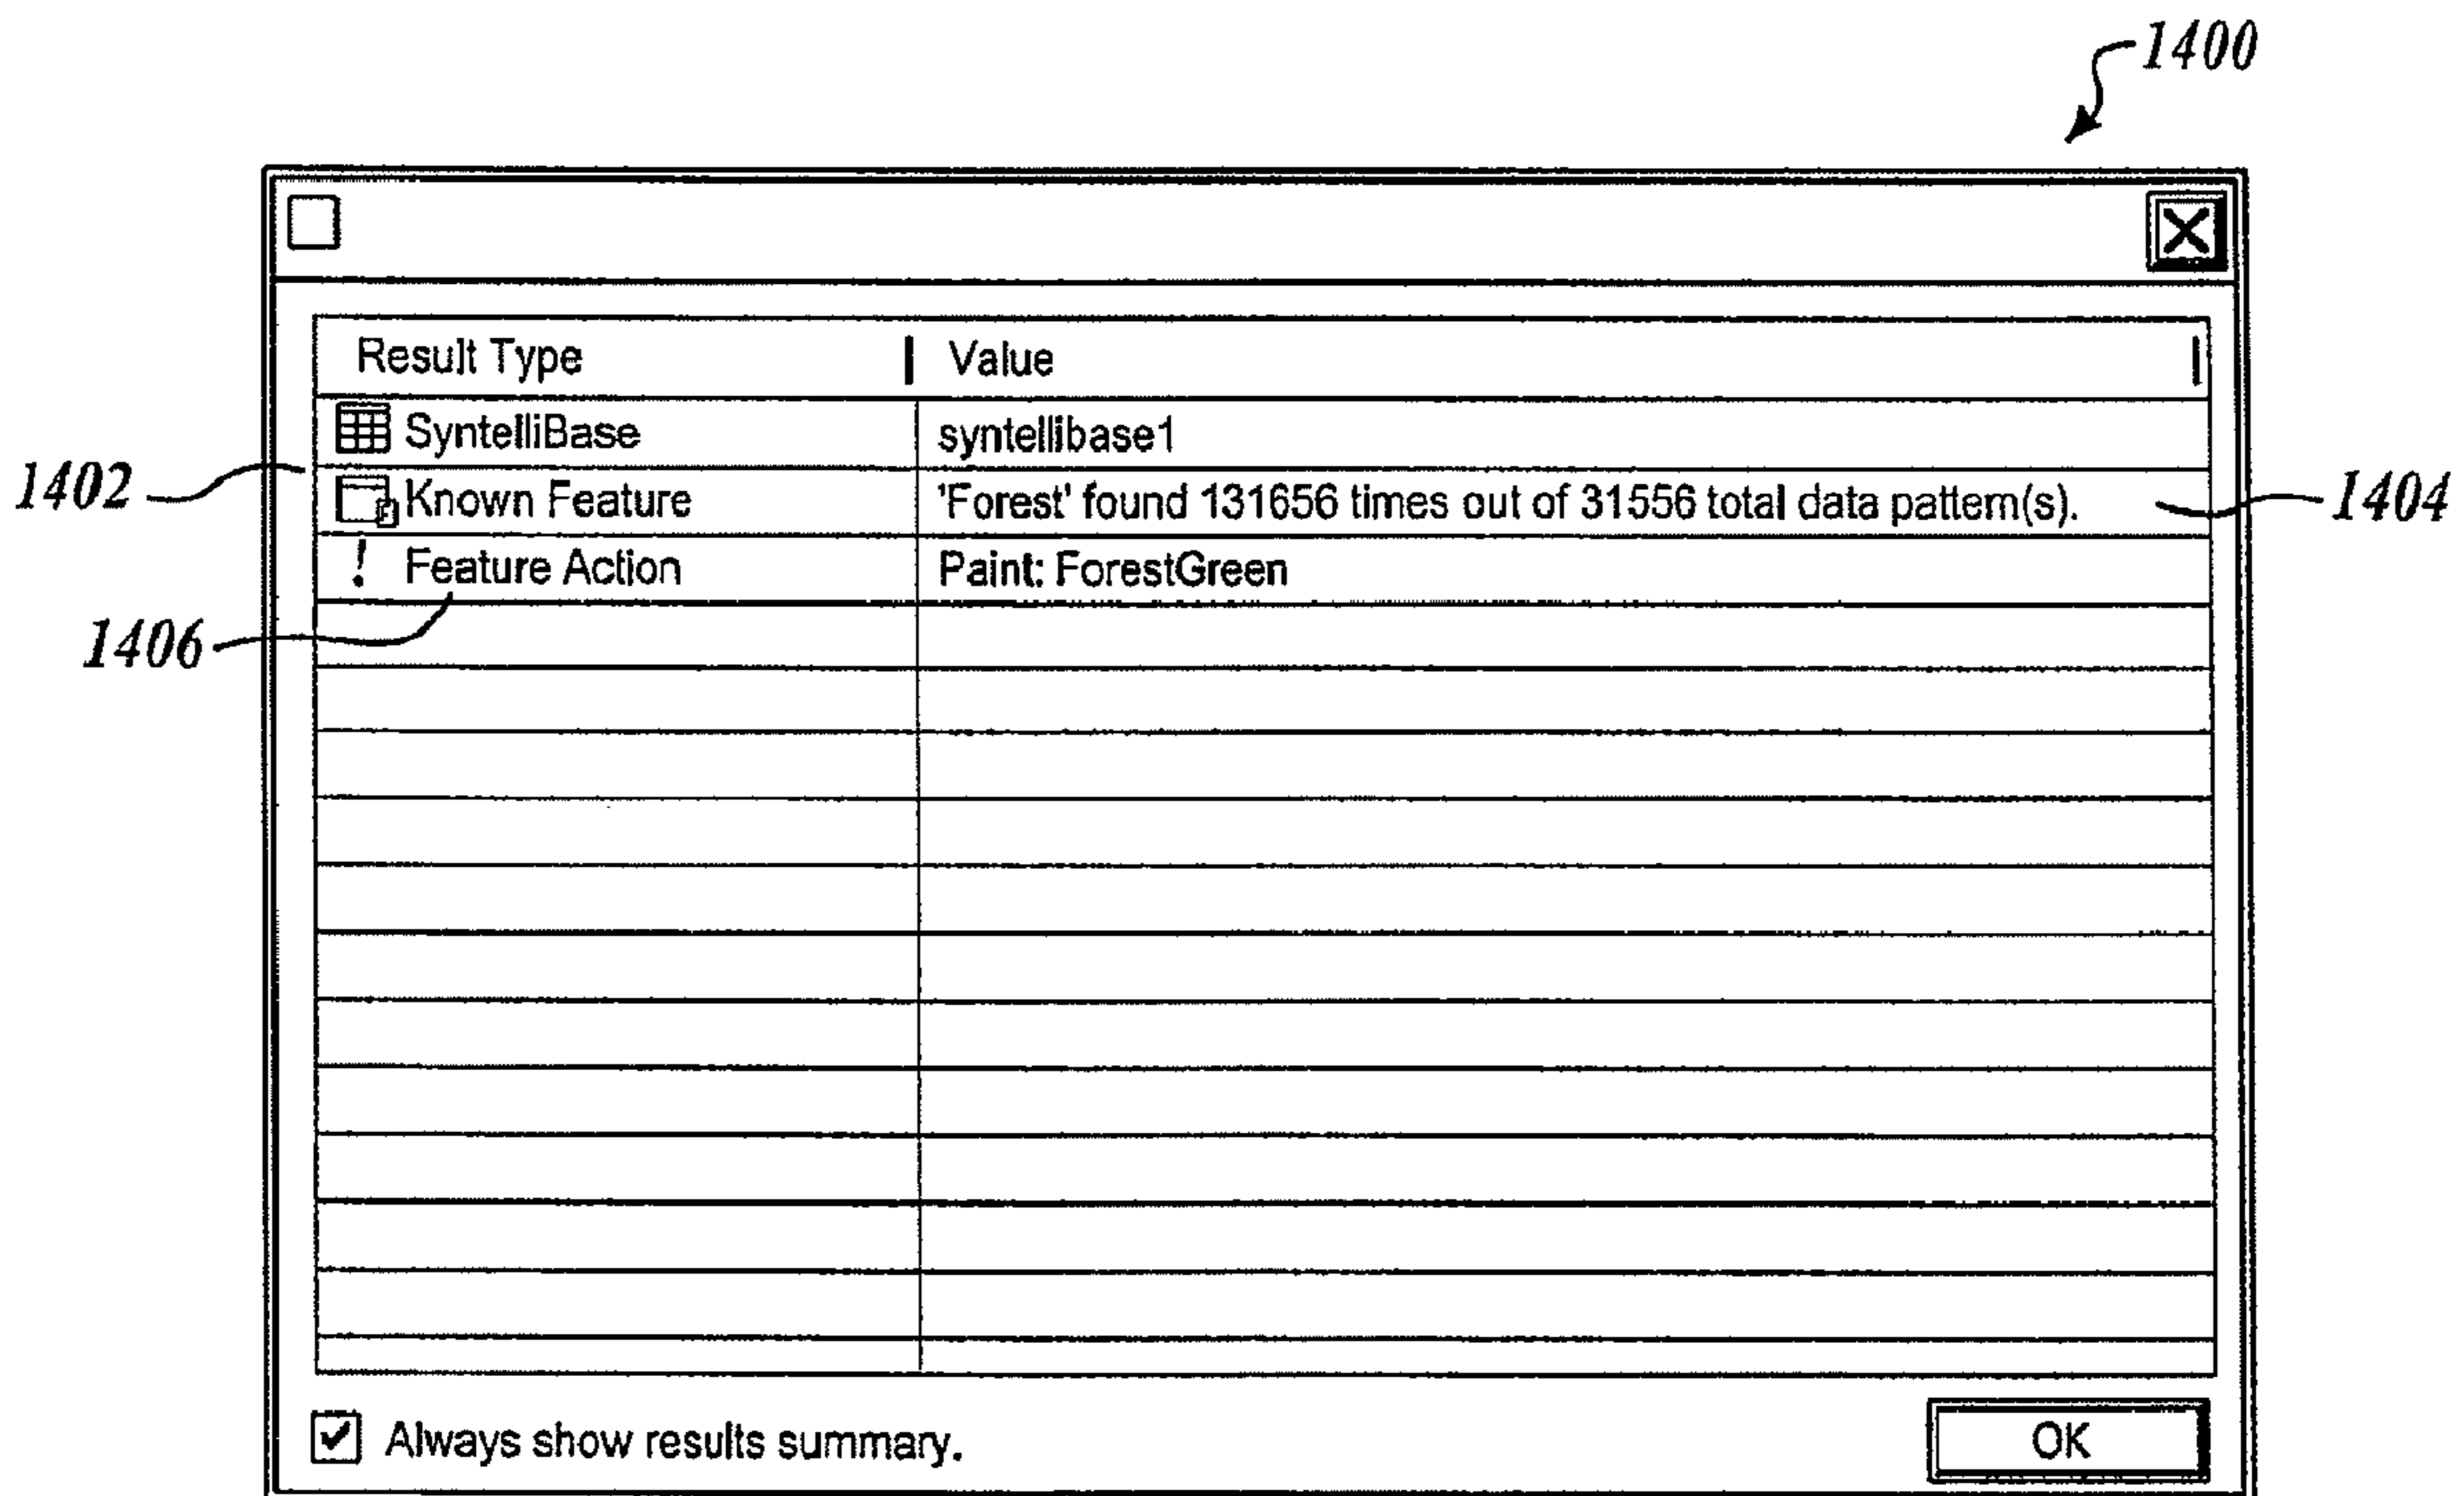 1400
Result Type Value
SyntelliBase syntellibase1
1402
Known Feature 'Forest' found 131656 times out of 31556 total data pattern(s).
1404
Feature Action Paint: ForestGreen
1406
Always show results summary.
OK